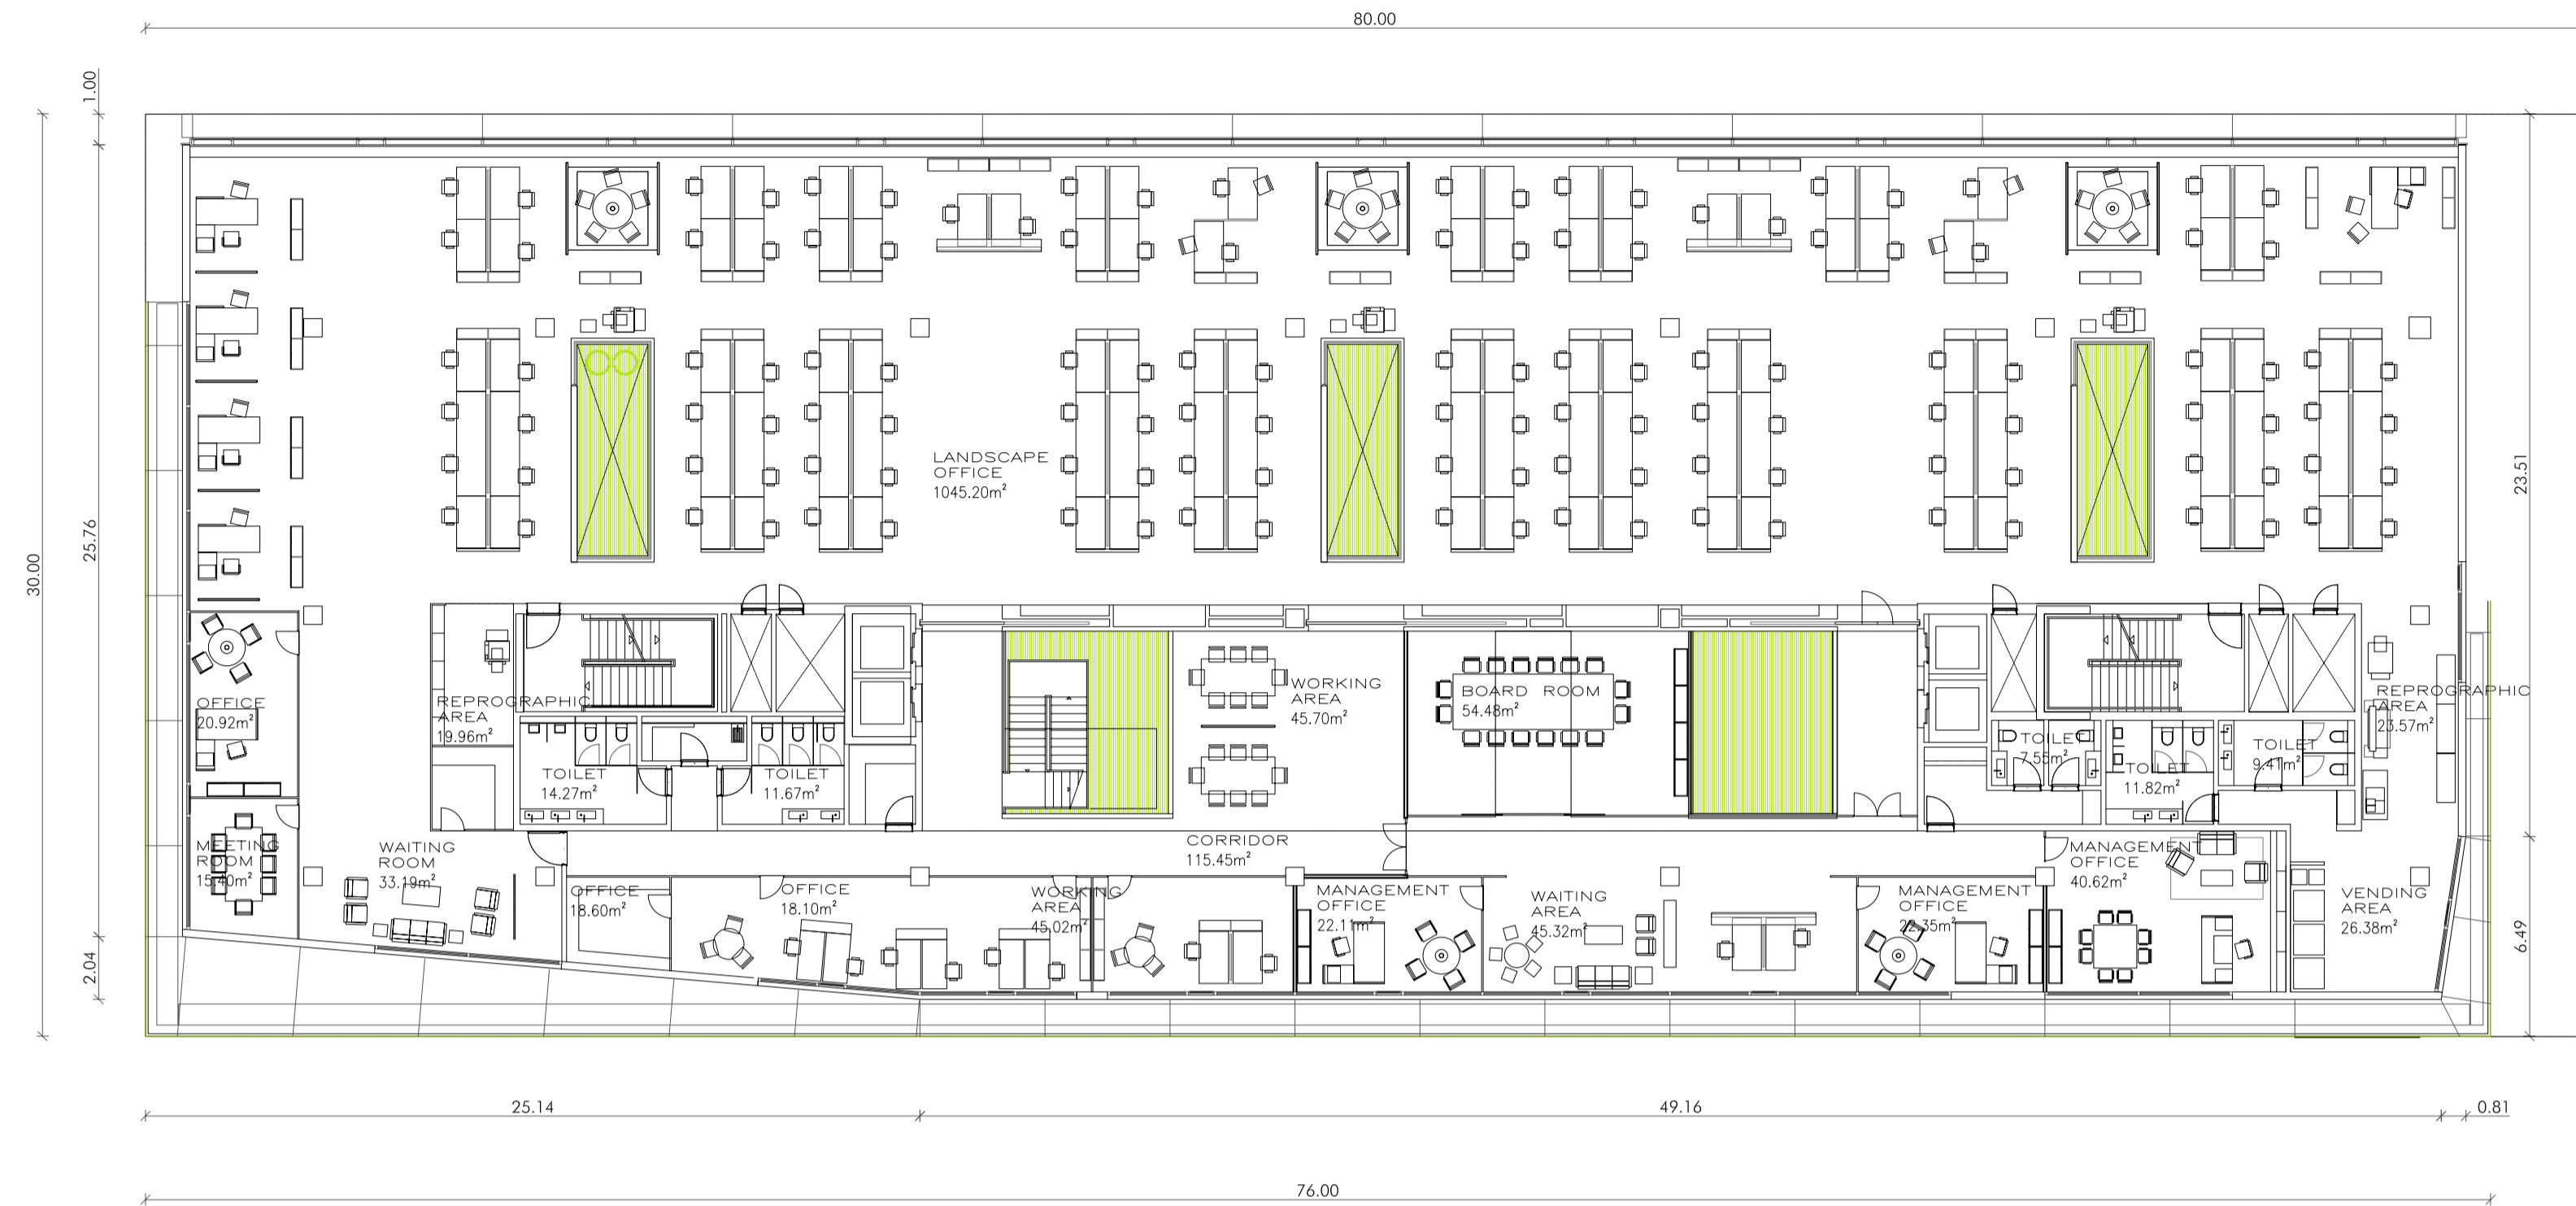 80.00
1.00
30.00
25.76
2.04
23.51
6.49
LANDSCAPE
OFFICE
1045.20m²
OFFICE
20.92m²
REPROGRAPHIC
AREA
19.96m²
TOILET
14.27m²
TOILET
11.67m²
WORKING
AREA
45.70m²
BOARD ROOM
54.48m²
TOILET
7.55m²
TOILET
11.82m²
TOILET
9.41m²
REPROGRAPHIC
AREA
23.57m²
MEETING
ROOM
15.40m²
WAITING
ROOM
33.19m²
CORRIDOR
115.45m²
OFFICE
18.60m²
OFFICE
18.10m²
WORKING
AREA
45.02m²
MANAGEMENT
OFFICE
22.11m²
WAITING
AREA
45.32m²
MANAGEMENT
OFFICE
22.35m²
MANAGEMENT
OFFICE
40.62m²
VENDING
AREA
26.38m²
25.14
49.16
0.81
76.00